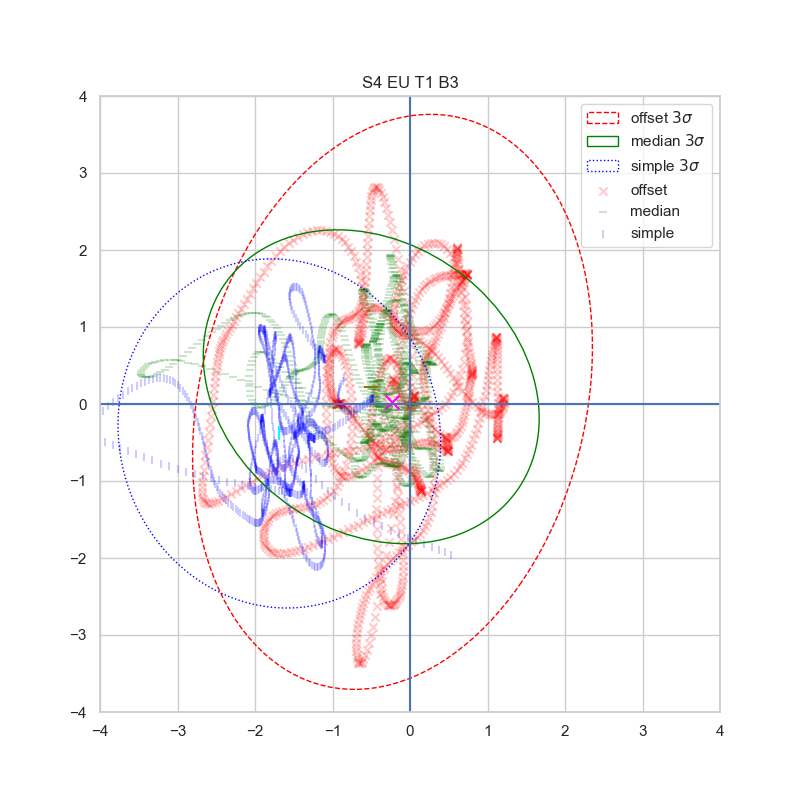 S4 EU T1 B3
offset 3σ
median 3σ
simple 3σ
offset
median
simple
4
3
2
1
0
−1
−2
−3
−4
−4 −3 −2 −1 0 1 2 3 4